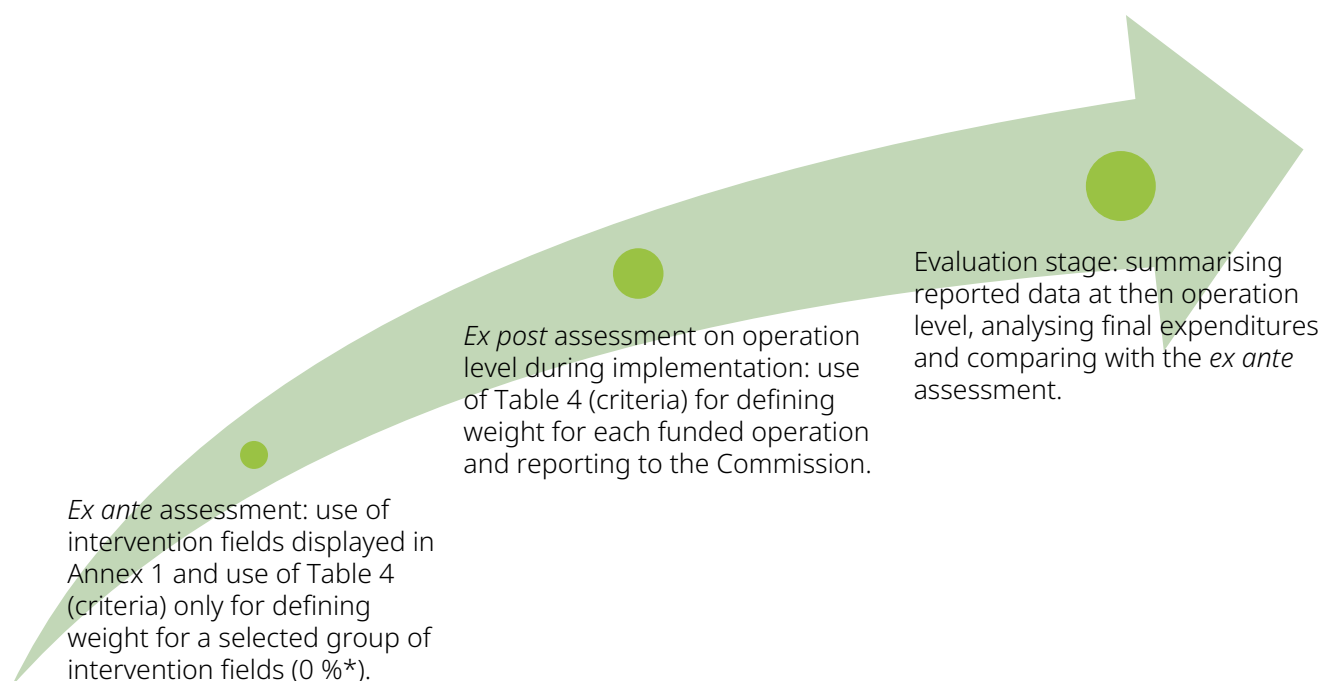 Ex ante assessment: use of
intervention fields displayed in
Annex 1 and use of Table 4
(criteria) only for defining
weight for a selected group of
intervention fields (0 %*).
Ex post assessment on operation
level during implementation: use
of Table 4 (criteria) for defining
weight for each funded operation
and reporting to the Commission.
Evaluation stage: summarising
reported data at then operation
level, analysing final expenditures
and comparing with the ex ante
assessment.